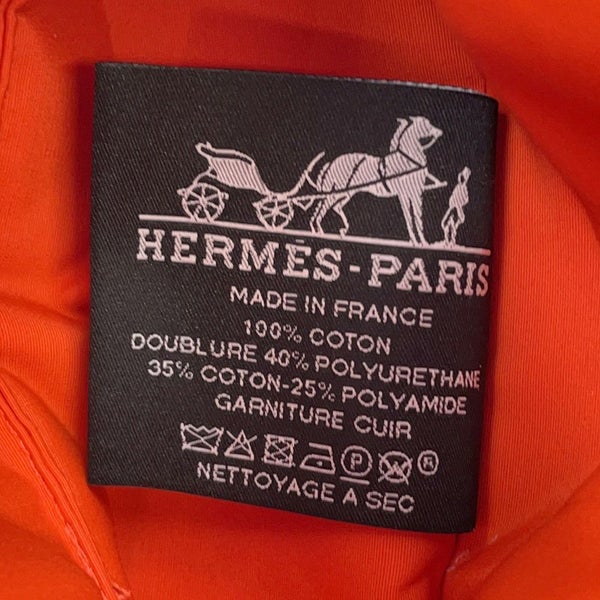 HERMÈS-PARIS
MADE IN FRANCE
100% COTON
DOUBLURE 40% POLYURETHANE
35% COTON-25% POLYAMIDE
GARNITURE CUIR
P ®
NETTOYAGE A SEC